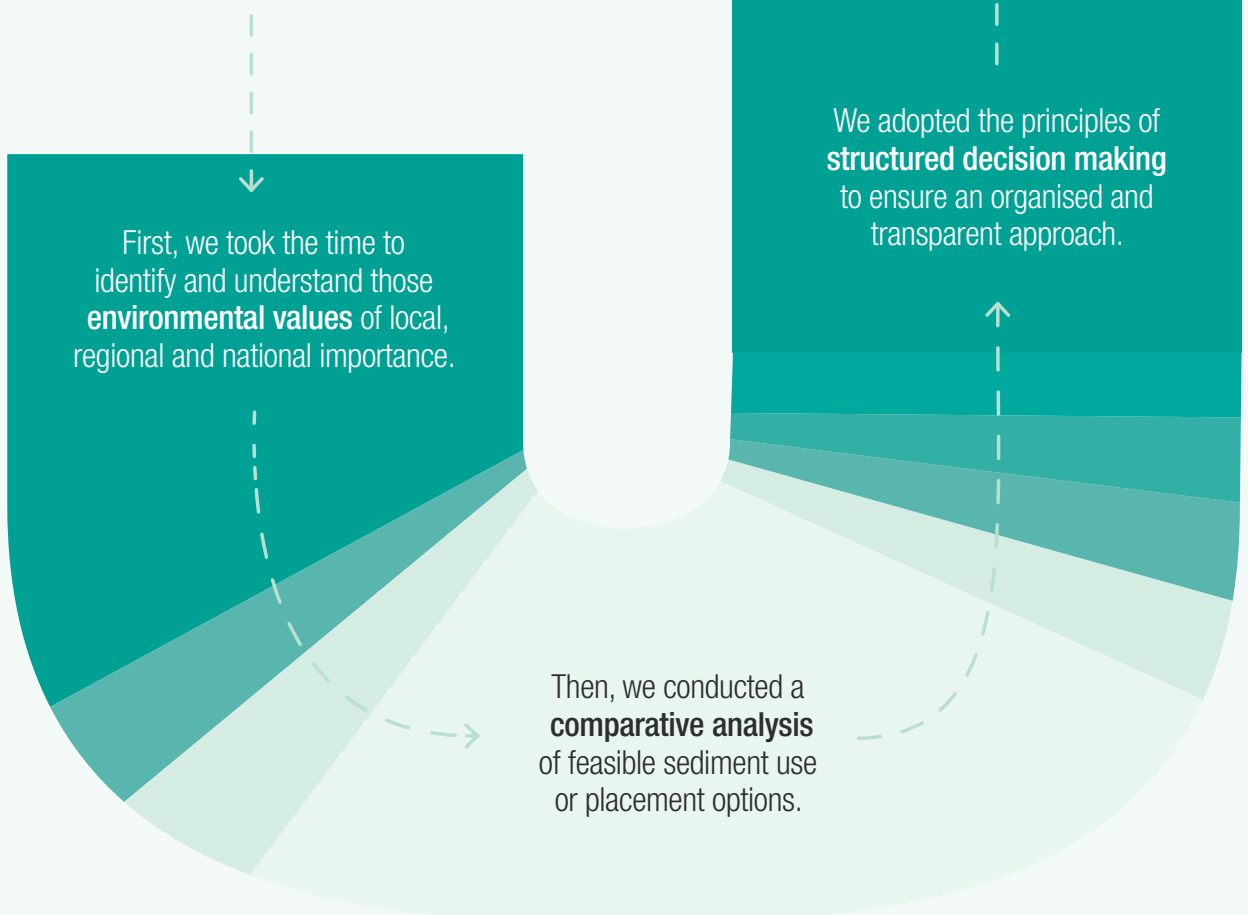 First, we took the time to
identify and understand those
environmental values of local,
regional and national importance.
Then, we conducted a
comparative analysis
of feasible sediment use
or placement options.
We adopted the principles of
structured decision making
to ensure an organised and
transparent approach.